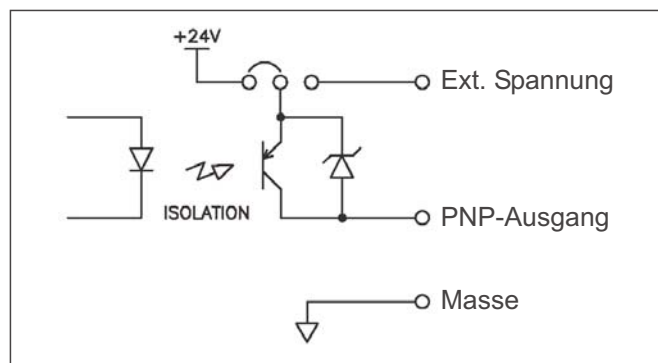 +24V
Ext. Spannung
ISOLATION
PNP-Ausgang
Masse